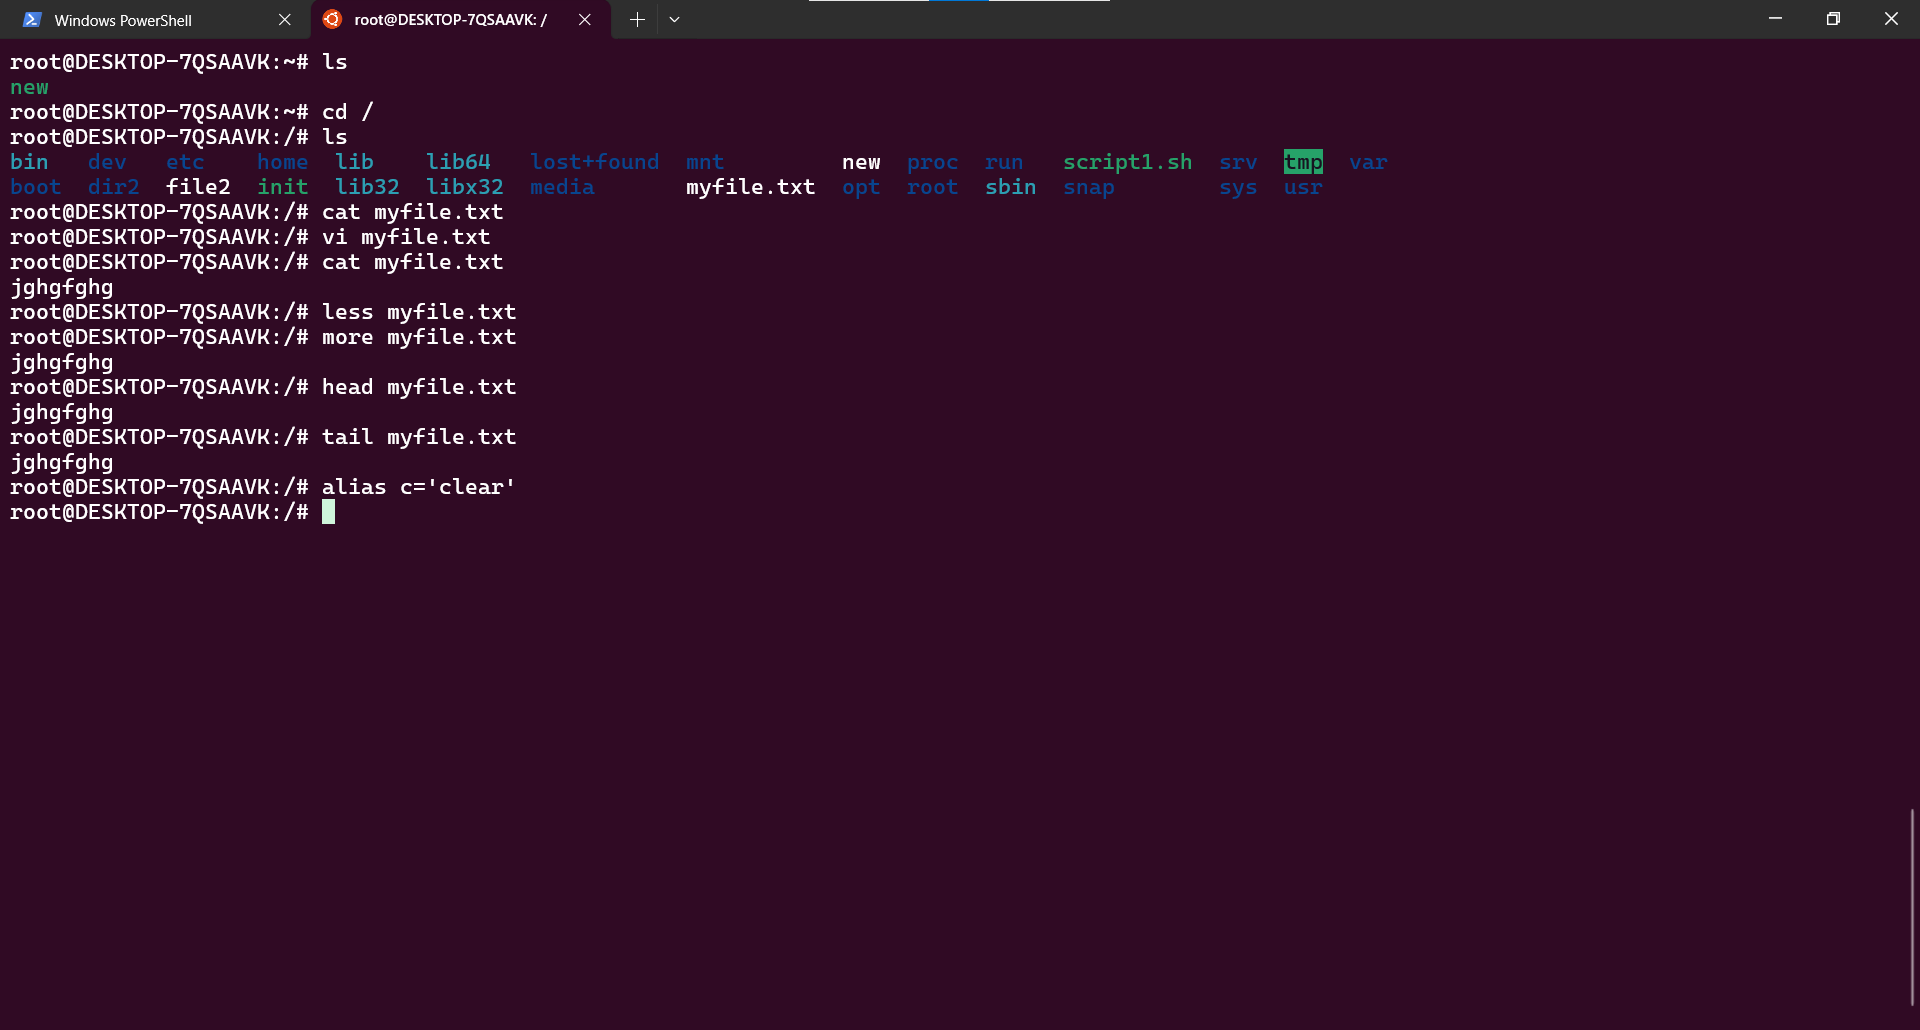 Windows PowerShell root@DESKTOP-7QSAAVK: /
root@DESKTOP-7QSAAVK:~# ls
new
root@DESKTOP-7QSAAVK:~# cd /
root@DESKTOP-7QSAAVK:/# ls
bin dev etc home lib lib64 lost+found mnt new proc run script1.sh srv tmp var
boot dir2 file2 init lib32 libx32 media myfile.txt opt root sbin snap sys usr
root@DESKTOP-7QSAAVK:/# cat myfile.txt
root@DESKTOP-7QSAAVK:/# vi myfile.txt
root@DESKTOP-7QSAAVK:/# cat myfile.txt
jghgfghg
root@DESKTOP-7QSAAVK:/# less myfile.txt
root@DESKTOP-7QSAAVK:/# more myfile.txt
jghgfghg
root@DESKTOP-7QSAAVK:/# head myfile.txt
jghgfghg
root@DESKTOP-7QSAAVK:/# tail myfile.txt
jghgfghg
root@DESKTOP-7QSAAVK:/# alias c='clear'
root@DESKTOP-7QSAAVK:/#